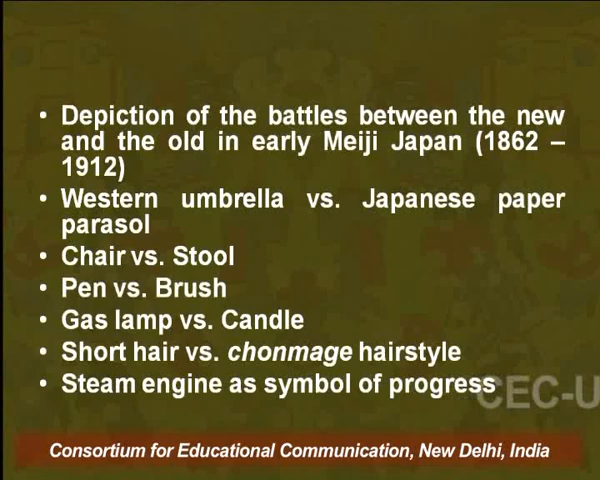 • Depiction of the battles between the new
and the old in early Meiji Japan (1862 –
1912)
• Western umbrella vs. Japanese paper
parasol
• Chair vs. Stool
• Pen vs. Brush
• Gas lamp vs. Candle
• Short hair vs. chonmage hairstyle
• Steam engine as symbol of progress
CEC-U
Consortium for Educational Communication, New Delhi, India